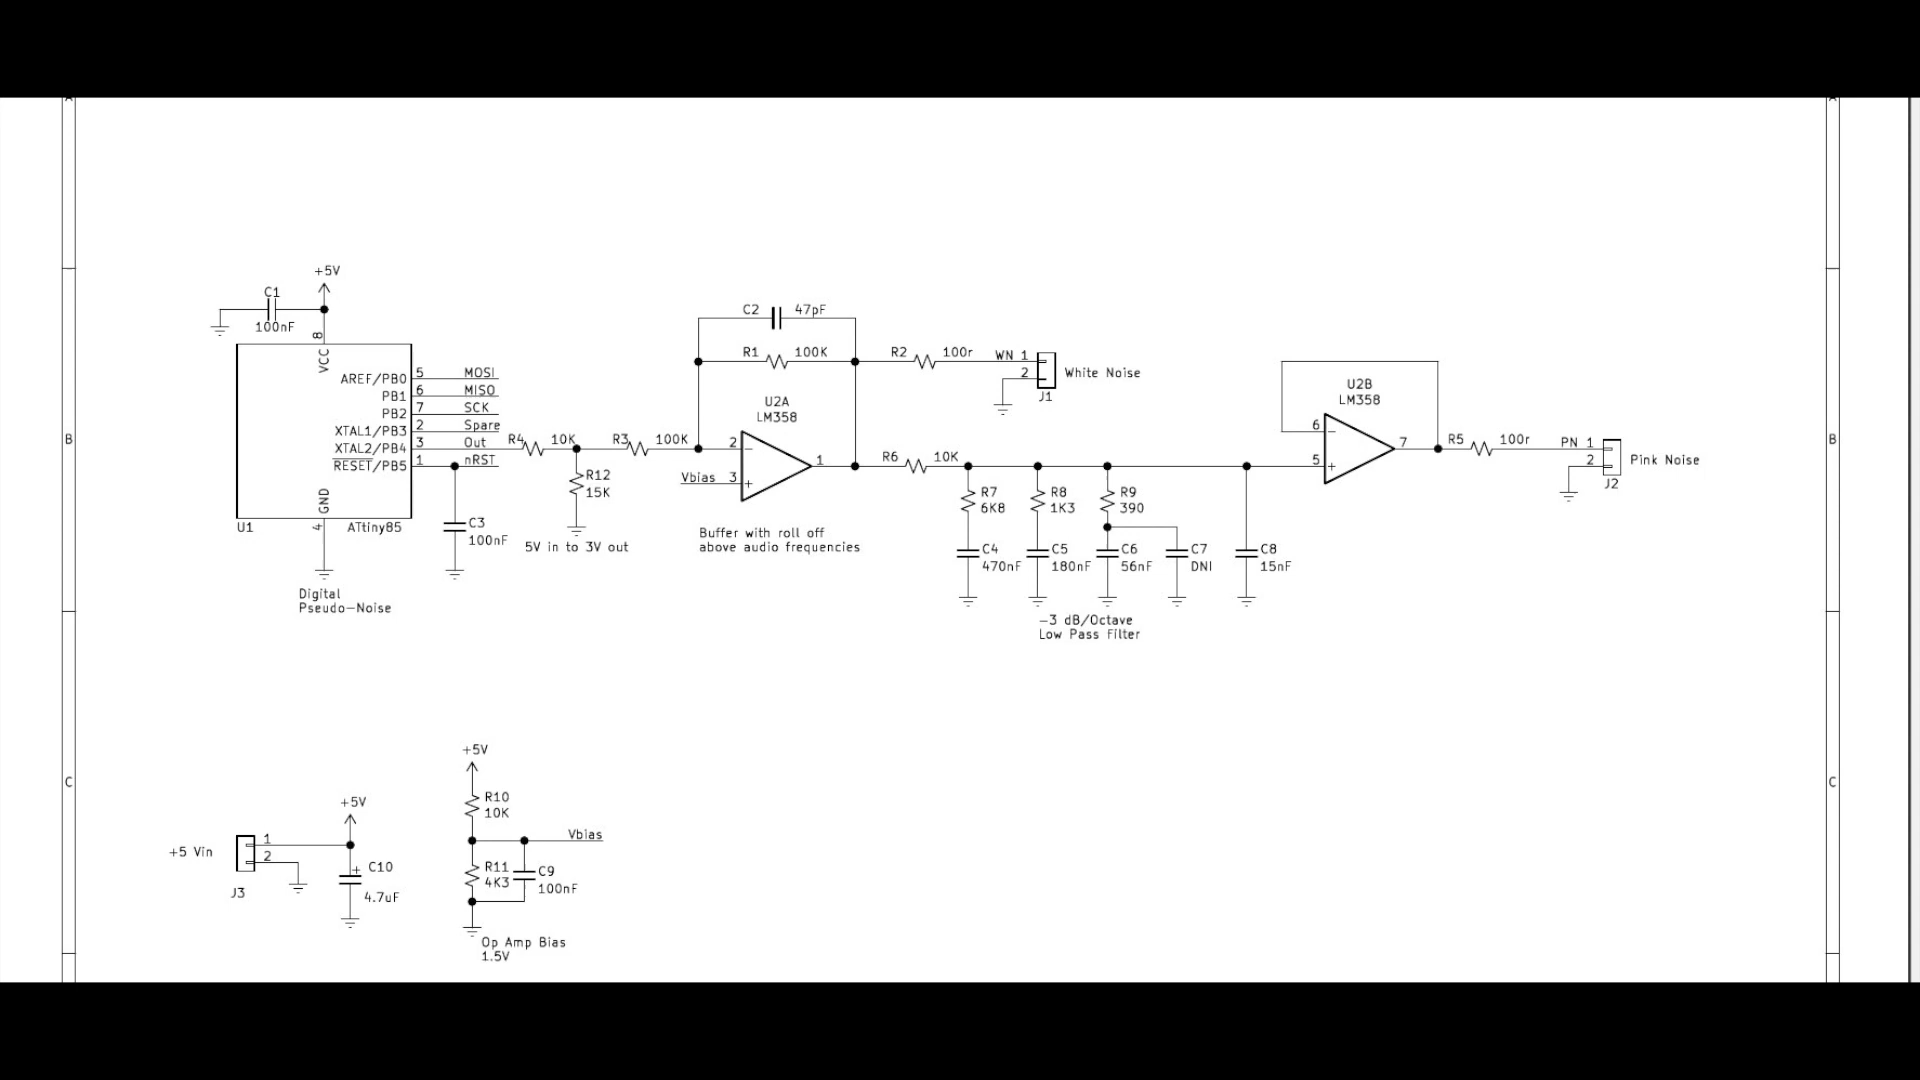 A
A
+5V
C1
100nF
8
VCC
AREF/PB0
PB1
PB2
XTAL1/PB3
XTAL2/PB4
RESET/PB5
5 MOSI
6 MISO
7 SCK
2 Spare
3 Out
1 nRST
GND
4
U1
ATtiny85
Digital
Pseudo-Noise
C3
100nF
R4 10K
R12
15K
5V in to 3V out
R3 100K
C2 47pF
R1 100K
U2A
LM358
2
Vbias 3
1
-
+
Buffer with roll off
above audio frequencies
R2 100r
WN 1
2
J1
White Noise
R6 10K
R7
6K8
C4
470nF
R8
1K3
C5
180nF
R9
390
C6
56nF
C7
DNI
C8
15nF
-3 dB/Octave
Low Pass Filter
U2B
LM358
6
5
7
-
+
R5 100r
PN 1
2
J2
Pink Noise
B
B
C
C
+5 Vin
1
2
J3
+5V
+
C10
4.7uF
+5V
R10
10K
Vbias
R11
4K3
C9
100nF
Op Amp Bias
1.5V